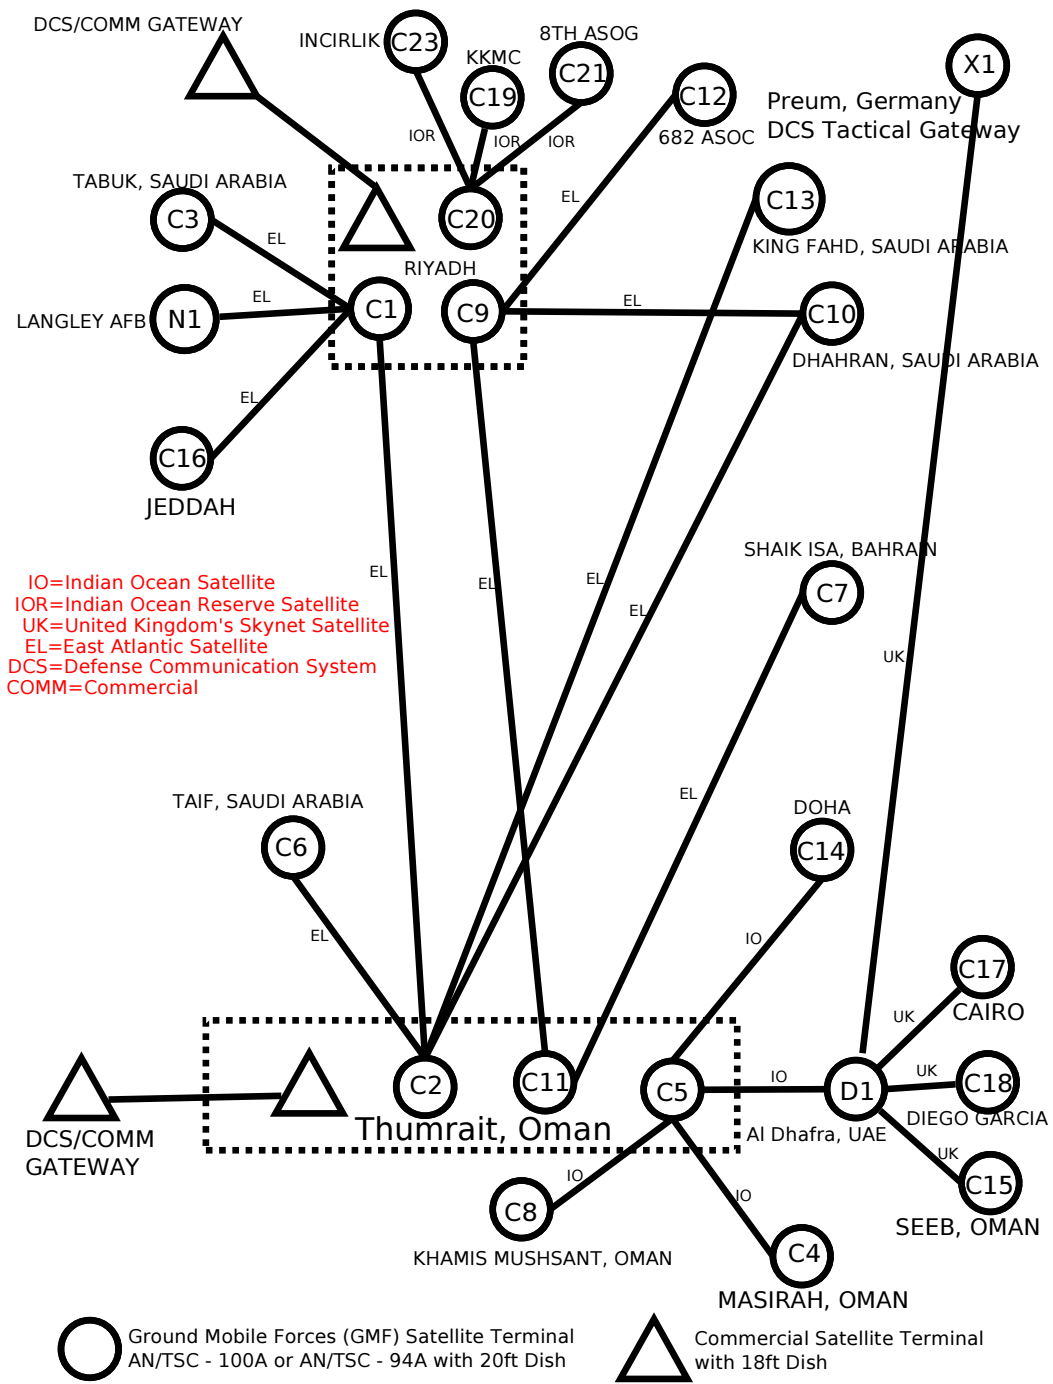 DCS/COMM GATEWAY
INCIRLIK
C23
8TH ASOG
C21
KKMC
C19
C12
682 ASOC
X1
Preum, Germany
DCS Tactical Gateway
IOR
IOR
IOR
TABUK, SAUDI ARABIA
C3
EL
C20
EL
C13
KING FAHD, SAUDI ARABIA
RIYADH
LANGLEY AFB
N1
EL
C1
C9
EL
C10
DHAHRAN, SAUDI ARABIA
EL
C16
JEDDAH
SHAIK ISA, BAHRAIN
C7
EL
EL
EL
EL
IO=Indian Ocean Satellite
IOR=Indian Ocean Reserve Satellite
UK=United Kingdom's Skynet Satellite
EL=East Atlantic Satellite
DCS=Defense Communication System
COMM=Commercial
UK
EL
TAIF, SAUDI ARABIA
C6
DOHA
C14
EL
IO
C17
CAIRO
UK
C2
C11
C5
IO
D1
UK
C18
DIEGO GARCIA
Thumrait, Oman
Al Dhafra, UAE
DCS/COMM
GATEWAY
UK
C15
SEEB, OMAN
IO
IO
C8
KHAMIS MUSHSANT, OMAN
C4
MASIRAH, OMAN
Ground Mobile Forces (GMF) Satellite Terminal
AN/TSC - 100A or AN/TSC - 94A with 20ft Dish
Commercial Satellite Terminal
with 18ft Dish